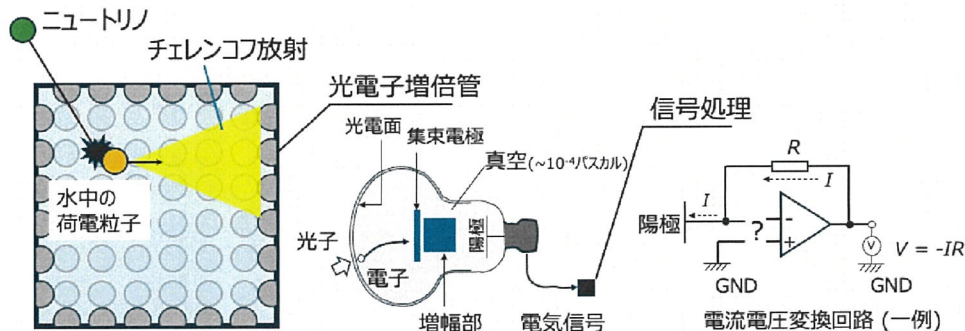 ニュートリノ
チェレンコフ放射
水中の
荷電粒子
光電子増倍管
光電面
集束電極
真空(~10⁻⁴パスカル)
光子
電子
陽極
増幅部
電気信号
信号処理
R
I
I
陽極
?
-
+
V
V = -IR
GND
GND
電流電圧変換回路 (一例)